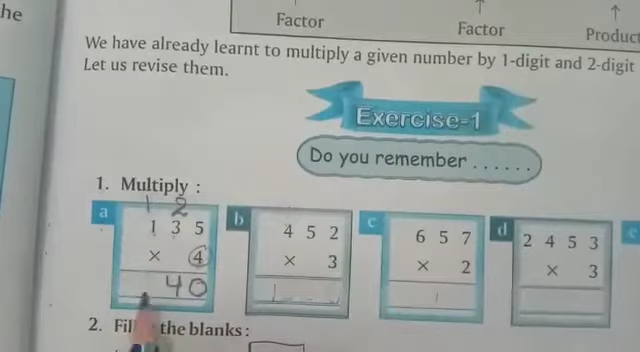 he
Factor Factor Product
We have already learnt to multiply a given number by 1-digit and 2-digit
Let us revise them.
Exercise-1
Do you remember . . . . . .
1. Multiply :
a b c d e
1 2
1 3 5 4 5 2 6 5 7 2 4 5 3
× 4 × 3 × 2 × 3
4 0
2. Fill the blanks :